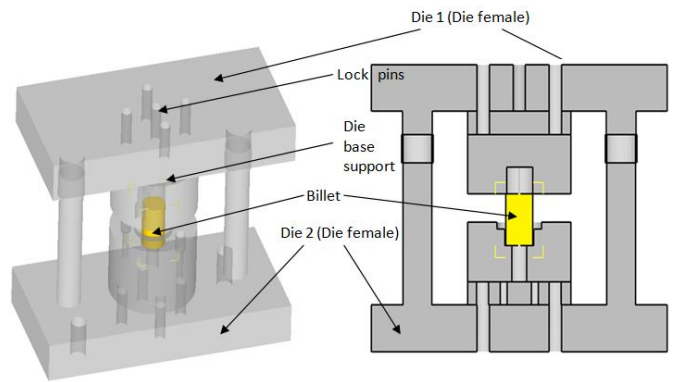 Die 1 (Die female)
Lock pins
Die
base
support
Billet
Die 2 (Die female)